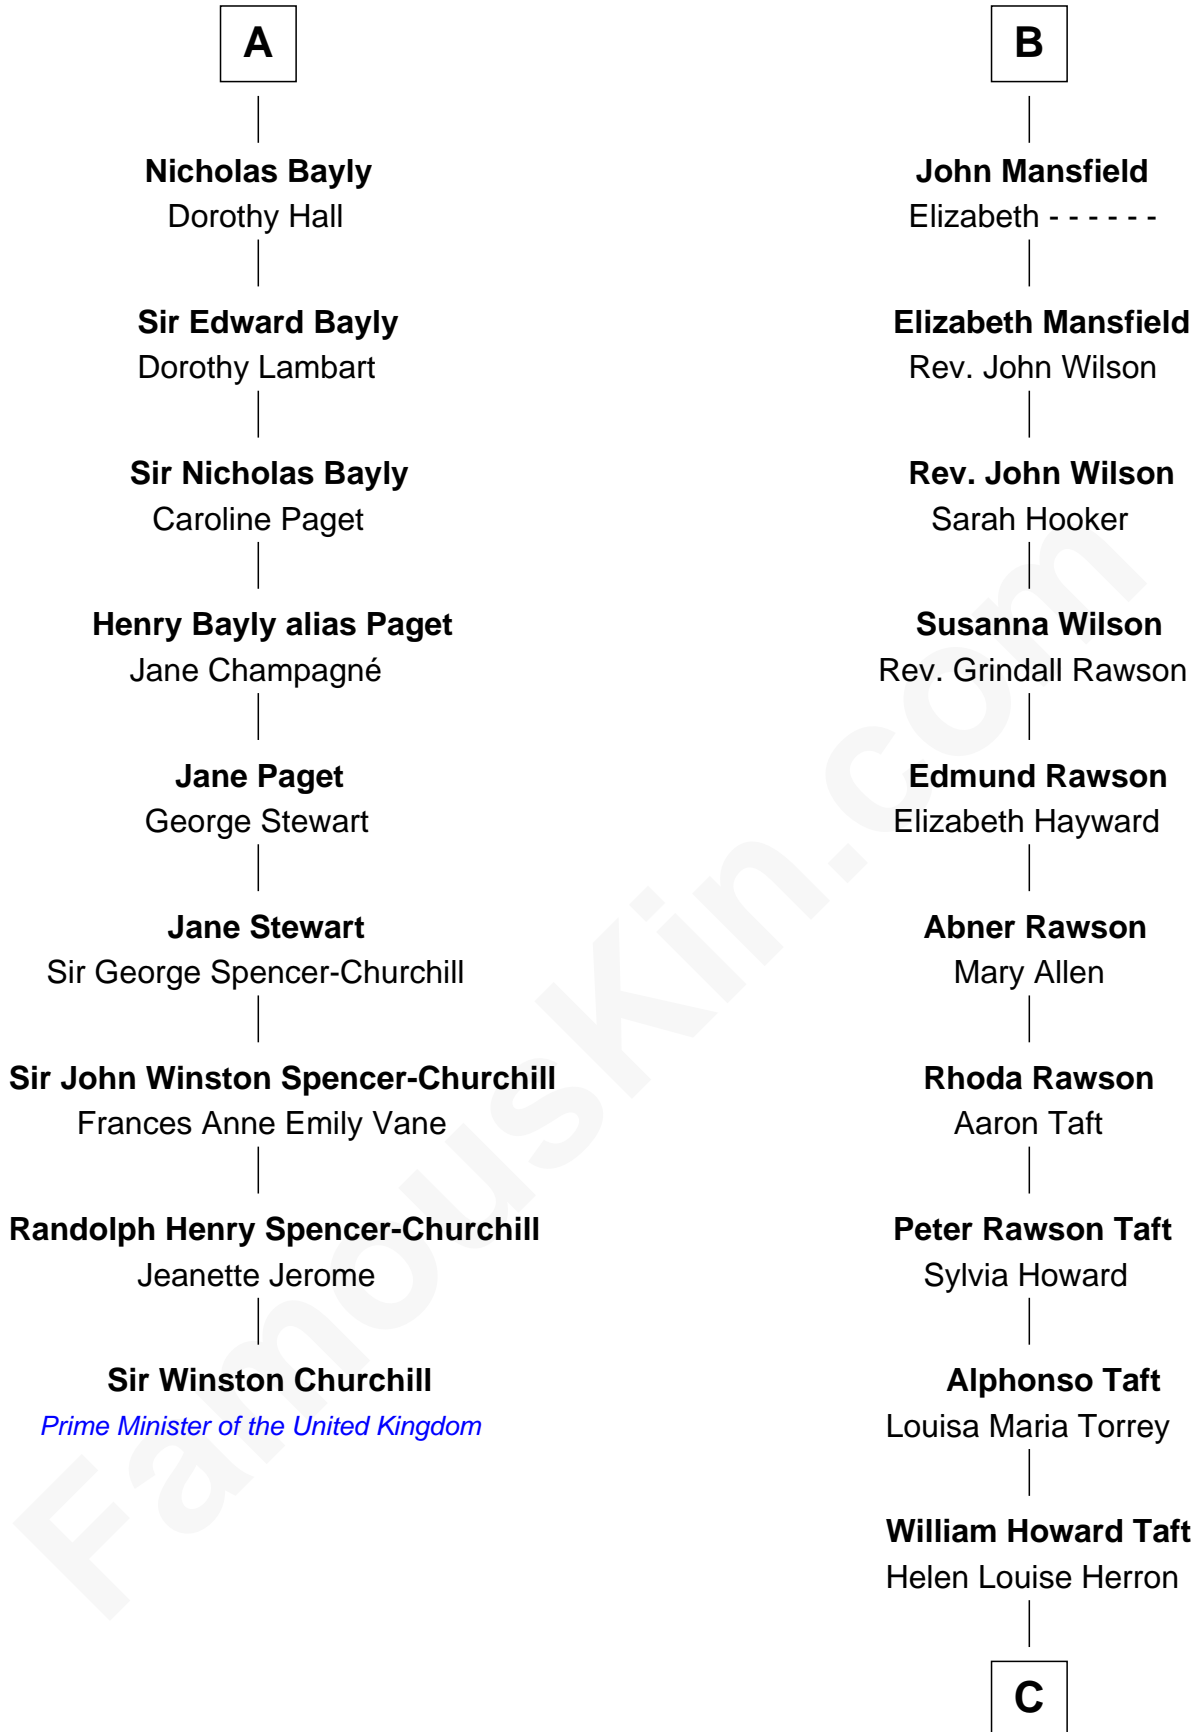 A
Nicholas Bayly
Dorothy Hall
Sir Edward Bayly
Dorothy Lambart
Sir Nicholas Bayly
Caroline Paget
Henry Bayly alias Paget
Jane Champagné
Jane Paget
George Stewart
Jane Stewart
Sir George Spencer-Churchill
Sir John Winston Spencer-Churchill
Frances Anne Emily Vane
Randolph Henry Spencer-Churchill
Jeanette Jerome
Sir Winston Churchill
Prime Minister of the United Kingdom
B
John Mansfield
Elizabeth - - - - - -
Elizabeth Mansfield
Rev. John Wilson
Rev. John Wilson
Sarah Hooker
Susanna Wilson
Rev. Grindall Rawson
Edmund Rawson
Elizabeth Hayward
Abner Rawson
Mary Allen
Rhoda Rawson
Aaron Taft
Peter Rawson Taft
Sylvia Howard
Alphonso Taft
Louisa Maria Torrey
William Howard Taft
Helen Louise Herron
C
FamousKin.com